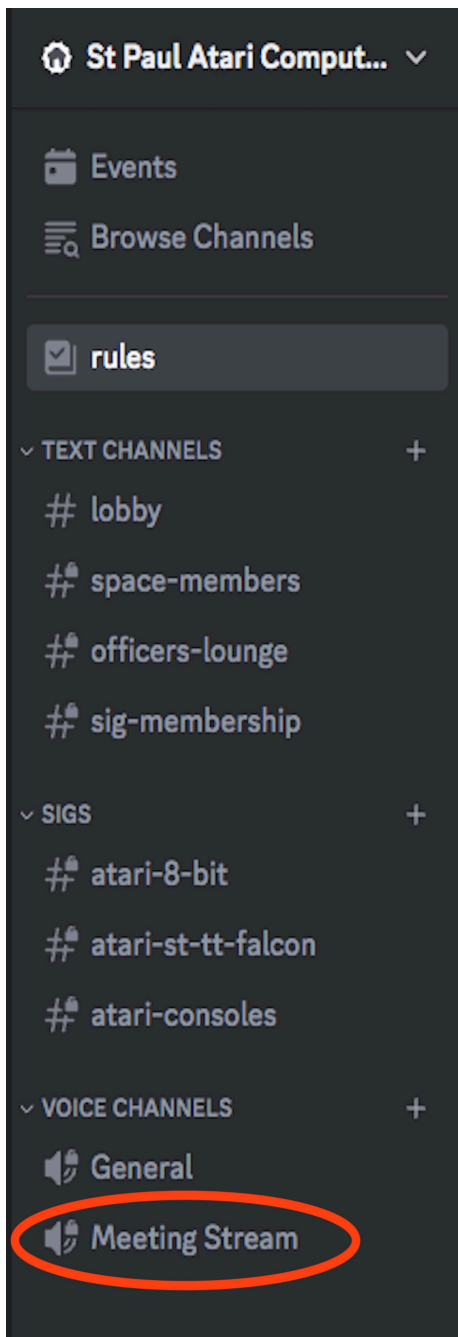 St Paul Atari Comput...
Events
Browse Channels
rules
TEXT CHANNELS
lobby
space-members
officers-lounge
sig-membership
SIGS
atari-8-bit
atari-st-tt-falcon
atari-consoles
VOICE CHANNELS
General
Meeting Stream